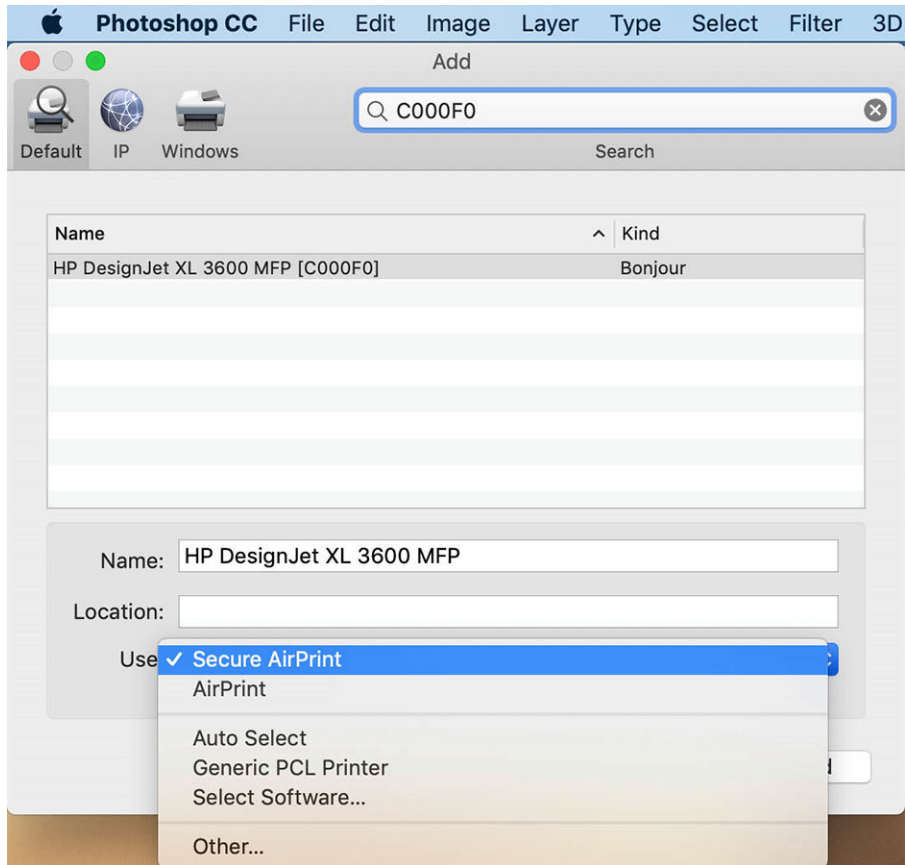 Photoshop CC File Edit Image Layer Type Select Filter 3D
Add
C000F0
Default IP Windows Search
Name Kind
HP DesignJet XL 3600 MFP [C000F0] Bonjour
Name: HP DesignJet XL 3600 MFP
Location:
Use ✓ Secure AirPrint
AirPrint
Auto Select
Generic PCL Printer
Select Software...
Other...